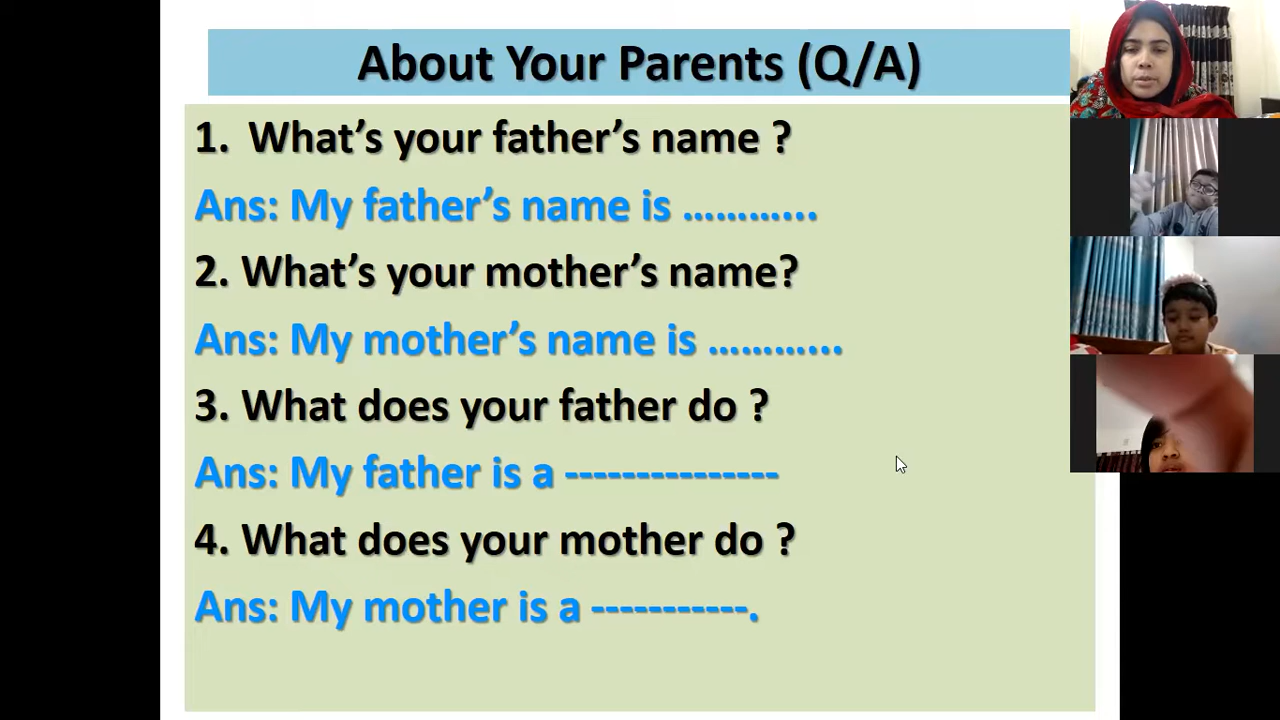 About Your Parents (Q/A)
1. What’s your father’s name ?
Ans: My father’s name is …………...
2. What’s your mother’s name?
Ans: My mother’s name is …………...
3. What does your father do ?
Ans: My father is a ---------------
4. What does your mother do ?
Ans: My mother is a -----------.